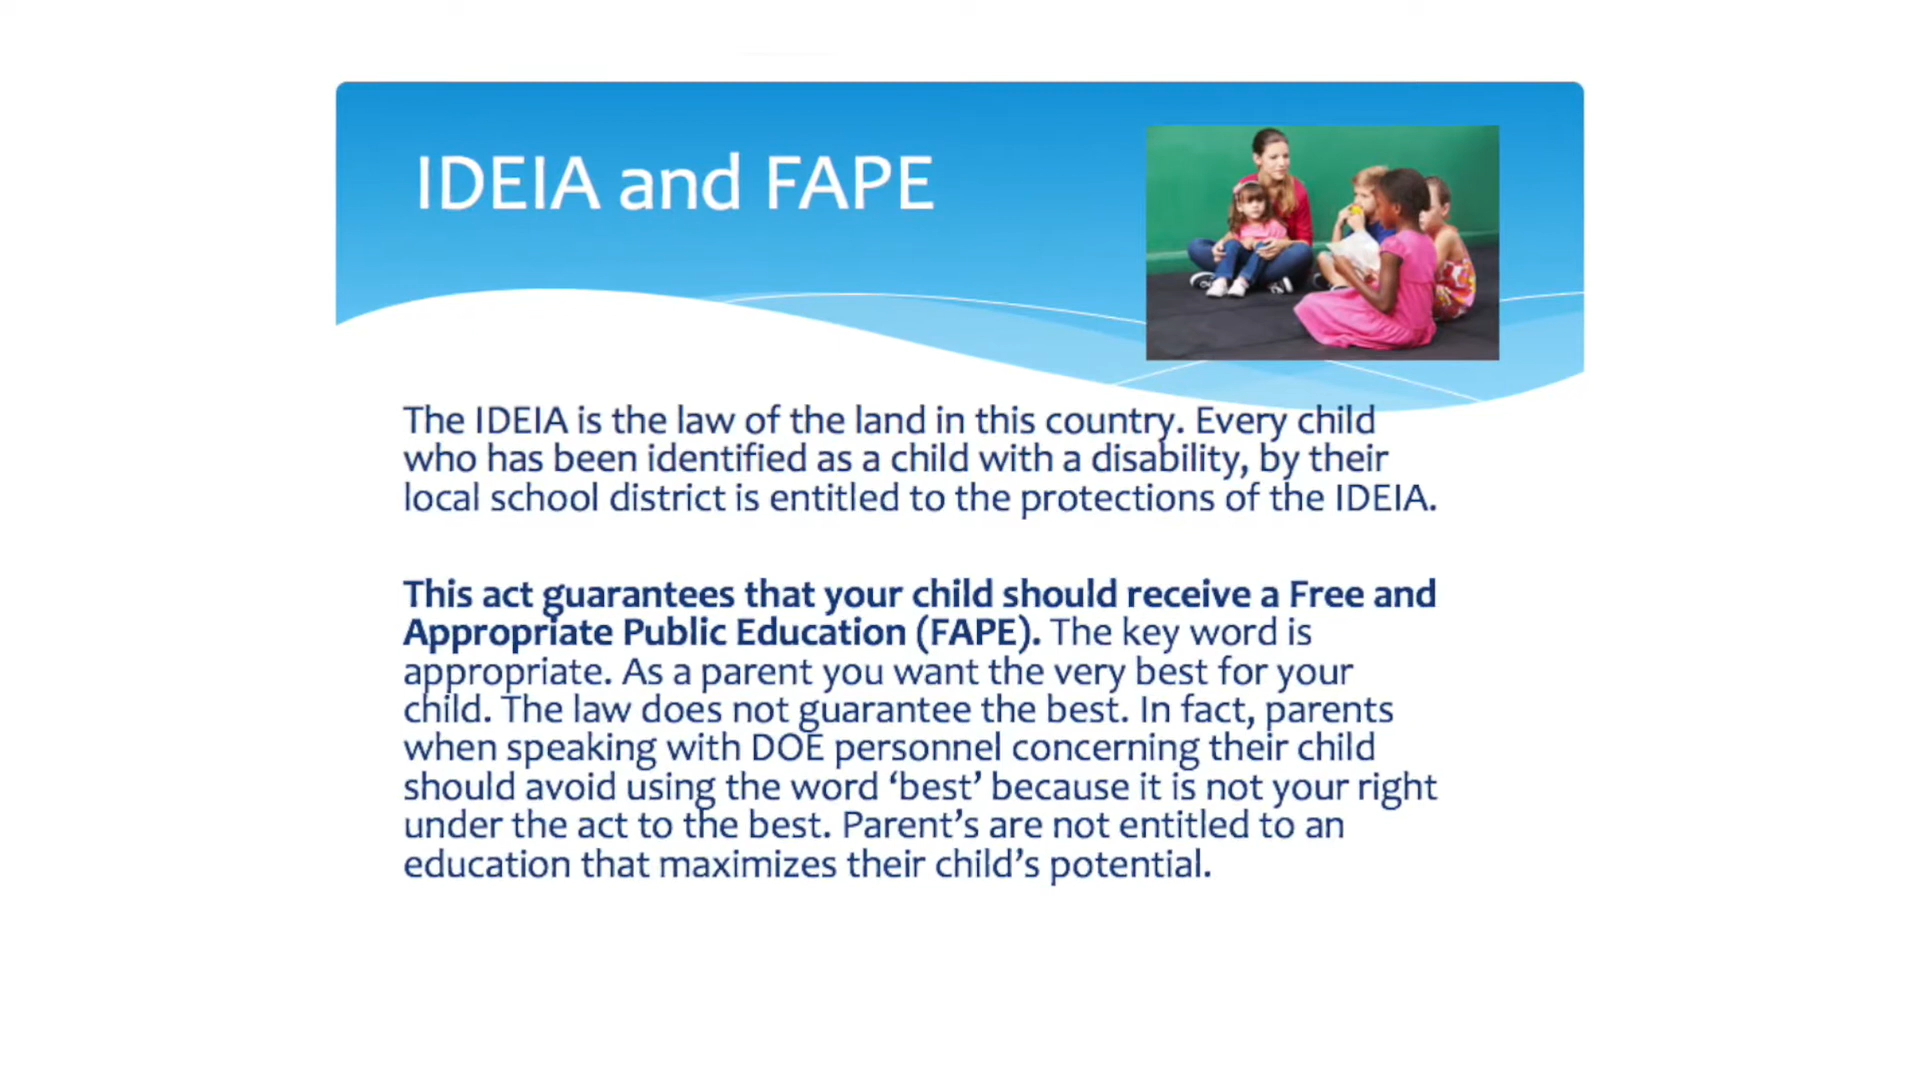 IDEIA and FAPE
The IDEIA is the law of the land in this country. Every child
who has been identified as a child with a disability, by their
local school district is entitled to the protections of the IDEIA.
This act guarantees that your child should receive a Free and
Appropriate Public Education (FAPE). The key word is
appropriate. As a parent you want the very best for your
child. The law does not guarantee the best. In fact, parents
when speaking with DOE personnel concerning their child
should avoid using the word ‘best’ because it is not your right
under the act to the best. Parent’s are not entitled to an
education that maximizes their child’s potential.